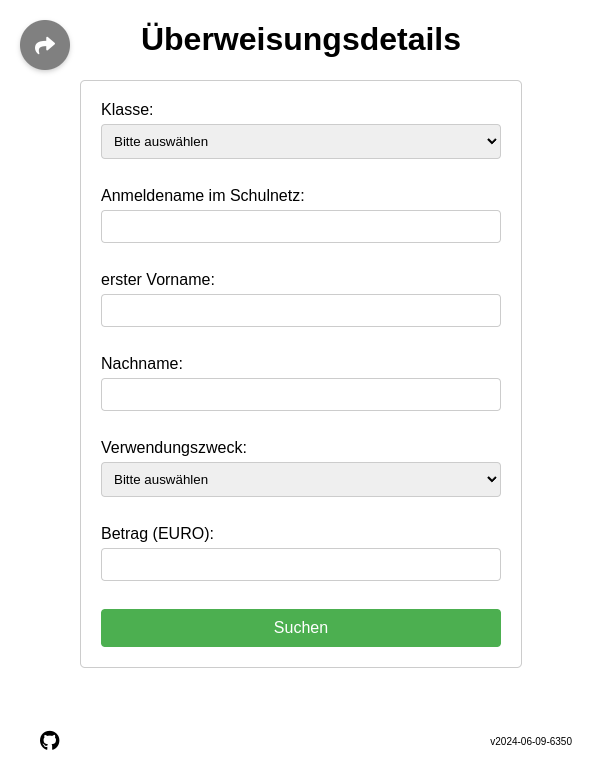 Überweisungsdetails
Klasse:
Bitte auswählen
Anmeldename im Schulnetz:
erster Vorname:
Nachname:
Verwendungszweck:
Bitte auswählen
Betrag (EURO):
Suchen
v2024-06-09-6350